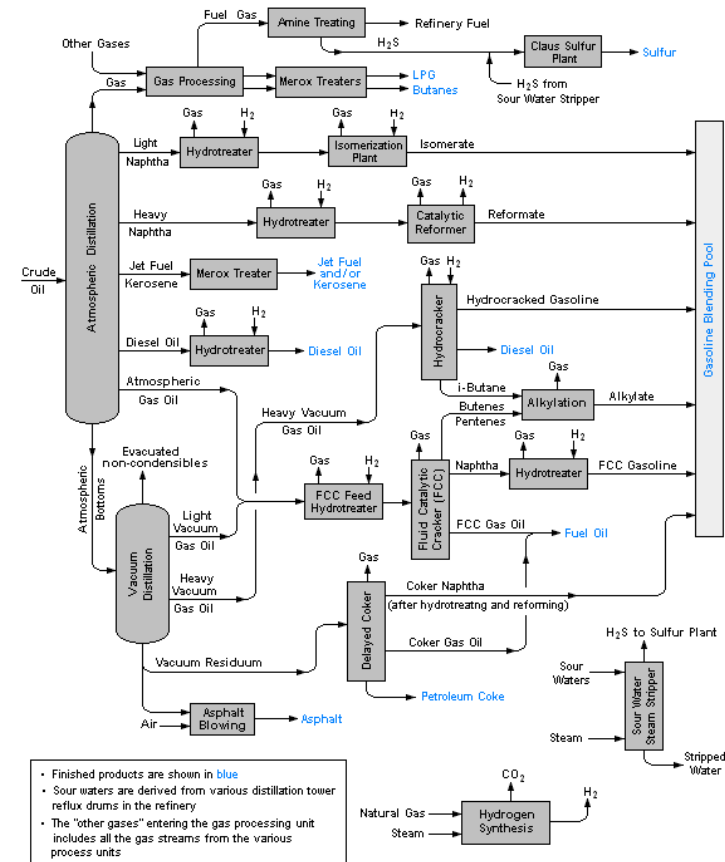 Fuel Gas
Amine Treating
Refinery Fuel
Other Gases
H2S
Claus Sulfur
Plant
Sulfur
Gas
Gas Processing
Merox Treaters
LPG
Butanes
H2S from
Sour Water Stripper
Light
Naphtha
Gas
H2
Hydrotreater
Gas
H2
Isomerization
Plant
Isomerate
Heavy
Naphtha
Gas
H2
Hydrotreater
Gas
H2
Catalytic
Reformer
Reformate
Crude
Oil
Atmospheric Distillation
Jet Fuel
Kerosene
Merox Treater
Jet Fuel
and/or
Kerosene
Gas
H2
Hydrocracker
Hydrocracked Gasoline
Diesel Oil
Gasoline Blending Pool
Diesel Oil
Gas
H2
Hydrotreater
Diesel Oil
Atmospheric
Gas Oil
i-Butane
Butenes
Pentenes
Gas
Alkylation
Alkylate
Heavy Vacuum
Gas Oil
Evacuated
non-condensibles
Atmospheric
Bottoms
Gas
H2
FCC Feed
Hydrotreater
Gas
Fluid Catalytic
Cracker (FCC)
Naphtha
Gas
H2
Hydrotreater
FCC Gasoline
FCC Gas Oil
Fuel Oil
Vacuum
Distillation
Light
Vacuum
Gas Oil
Heavy
Vacuum
Gas Oil
Gas
Delayed Coker
Coker Naphtha
(after hydrotreatng and reforming)
Coker Gas Oil
Petroleum Coke
Vacuum Residuum
Air
Asphalt
Blowing
Asphalt
H2S to Sulfur Plant
Sour
Waters
Sour Water
Steam Stripper
Steam
Stripped
Water
• Finished products are shown in blue
• Sour waters are derived from various distillation tower
reflux drums in the refinery
• The "other gases" entering the gas processing unit
includes all the gas streams from the various
process units
CO2
H2
Natural Gas
Steam
Hydrogen
Synthesis